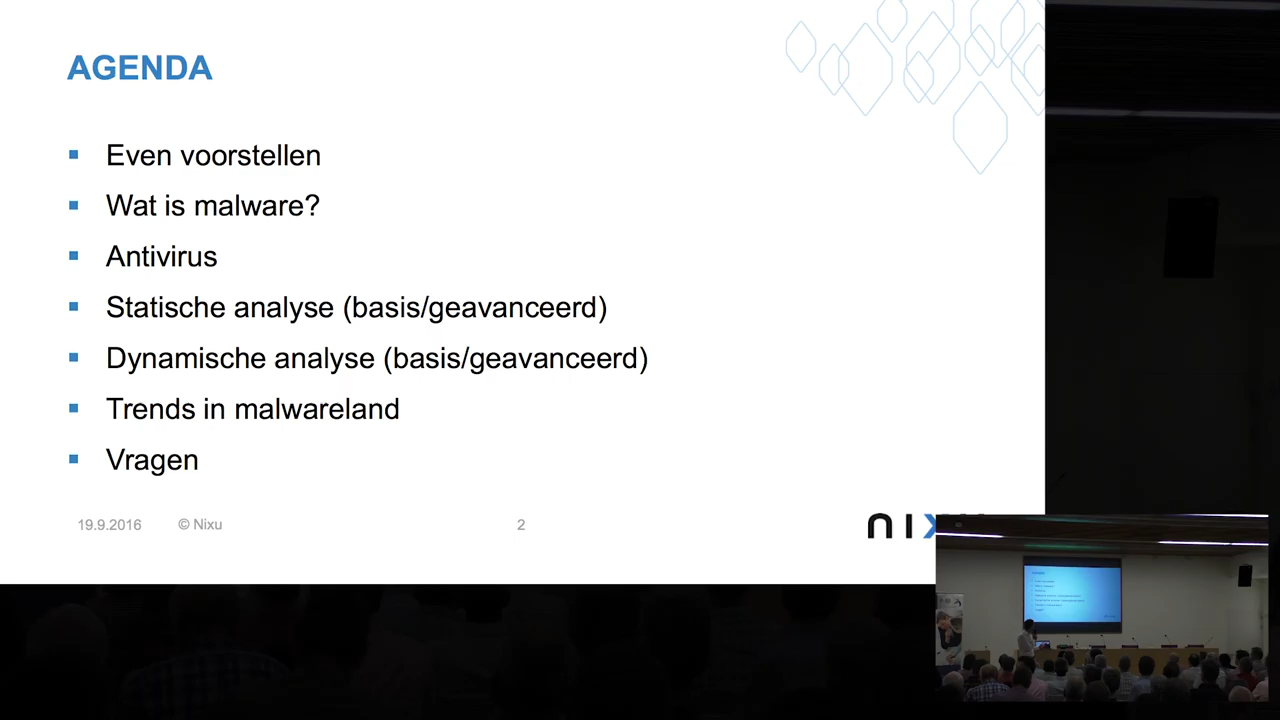 AGENDA
Even voorstellen
Wat is malware?
Antivirus
Statische analyse (basis/geavanceerd)
Dynamische analyse (basis/geavanceerd)
Trends in malwareland
Vragen
19.9.2016 © Nixu 2